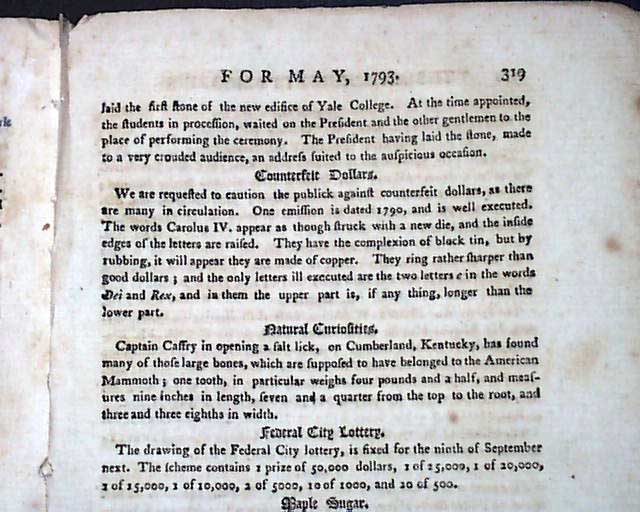 FOR MAY, 1793. 319
ſaid the firſt ſtone of the new edifice of Yale College. At the time appointed,
the ſtudents in proceſſion, waited on the Preſident and the other gentlemen to the
place of performing the ceremony. The Preſident having laid the ſtone, made
to a very crouded audience, an addreſs ſuited to the auſpicious occaſion.
Counterfeit Dollars.
We are requeſted to caution the publick againſt counterfeit dollars, as there
are many in circulation. One emiſſion is dated 1790, and is well executed.
The words Carolus IV. appear as though ſtruck with a new die, and the inſide
edges of the letters are raiſed. They have the complexion of block tin, but by
rubbing, it will appear they are made of copper. They ring rather ſharper than
good dollars; and the only letters ill executed are the two letters e in the words
Dei and Rex, and in them the upper part is, if any thing, longer than the
lower part.
Natural Curioſities.
Captain Caffry in opening a ſalt lick, on Cumberland, Kentucky, has found
many of thoſe large bones, which are ſuppoſed to have belonged to the American
Mammoth; one tooth, in particular weighs four pounds and a half, and meaſ-
ures nine inches in length, ſeven and a quarter from the top to the root, and
three and three eighths in width.
Federal City Lottery.
The drawing of the Federal City lottery, is fixed for the ninth of September
next. The ſcheme contains 1 prize of 50,000 dollars, 1 of 25,000, 1 of 20,000,
1 of 15,000, 1 of 10,000, 2 of 5000, 10 of 1000, and 20 of 500.
Maple Sugar.